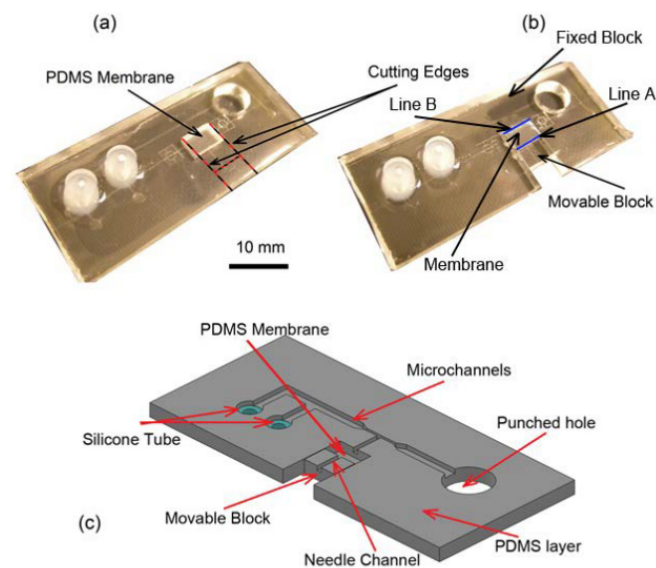 (a)
(b)
PDMS Membrane
Cutting Edges
Fixed Block
Line B
Line A
Movable Block
Membrane
10 mm
PDMS Membrane
Microchannels
Silicone Tube
Punched hole
Movable Block
(c)
Needle Channel
PDMS layer